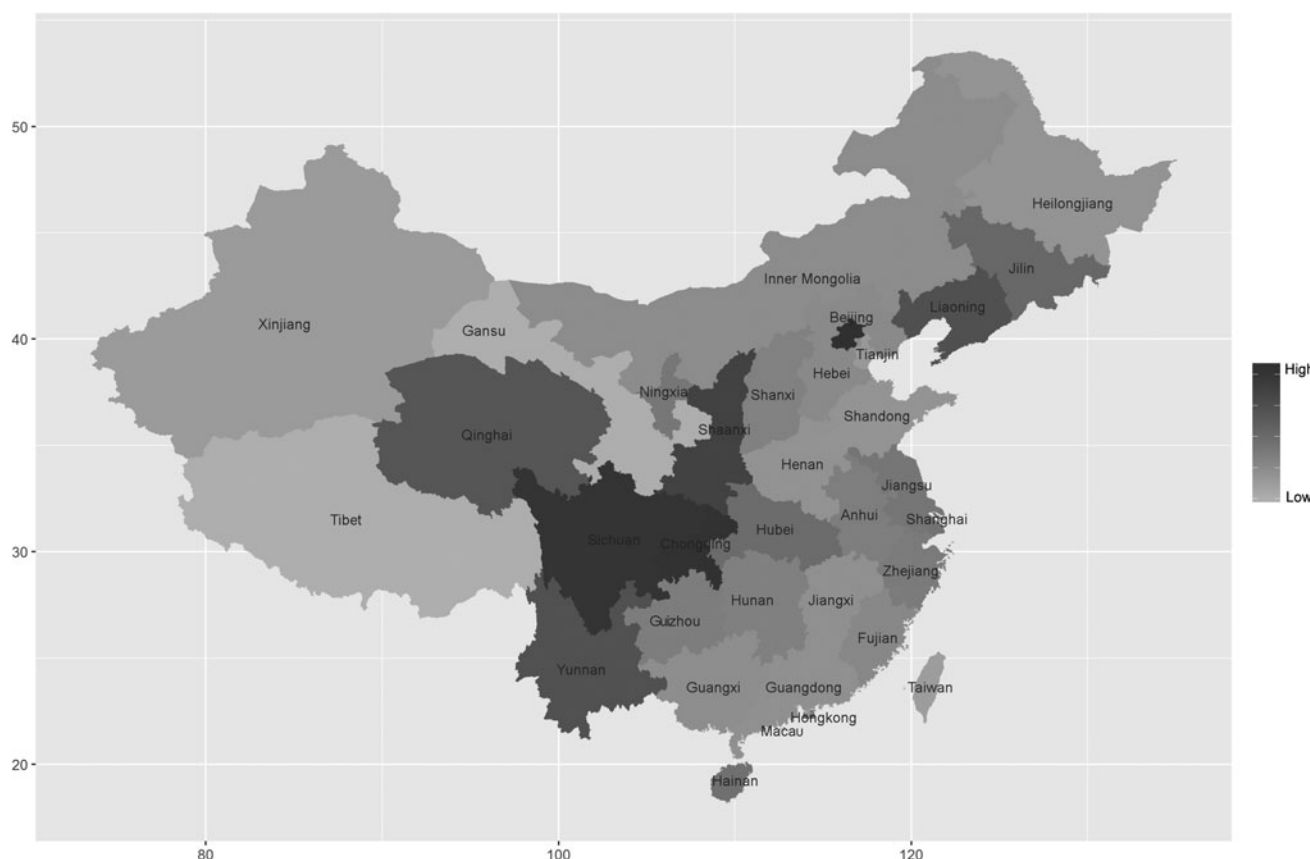 50
Heilongjiang
Jilin
Inner Mongolia
Liaoning
Beijing
Xinjiang
Gansu
40
Tianjin
Hebei
High
Ningxia
Shanxi
Shandong
Shaanxi
Qinghai
Henan
Jiangsu
Low
Tibet
Anhui
Shanghai
Hubei
Sichuan
Chongqing
30
Zhejiang
Hunan
Jiangxi
Guizhou
Fujian
Yunnan
Guangxi
Guangdong
Taiwan
Hongkong
Macau
20
Hainan
80
100
120